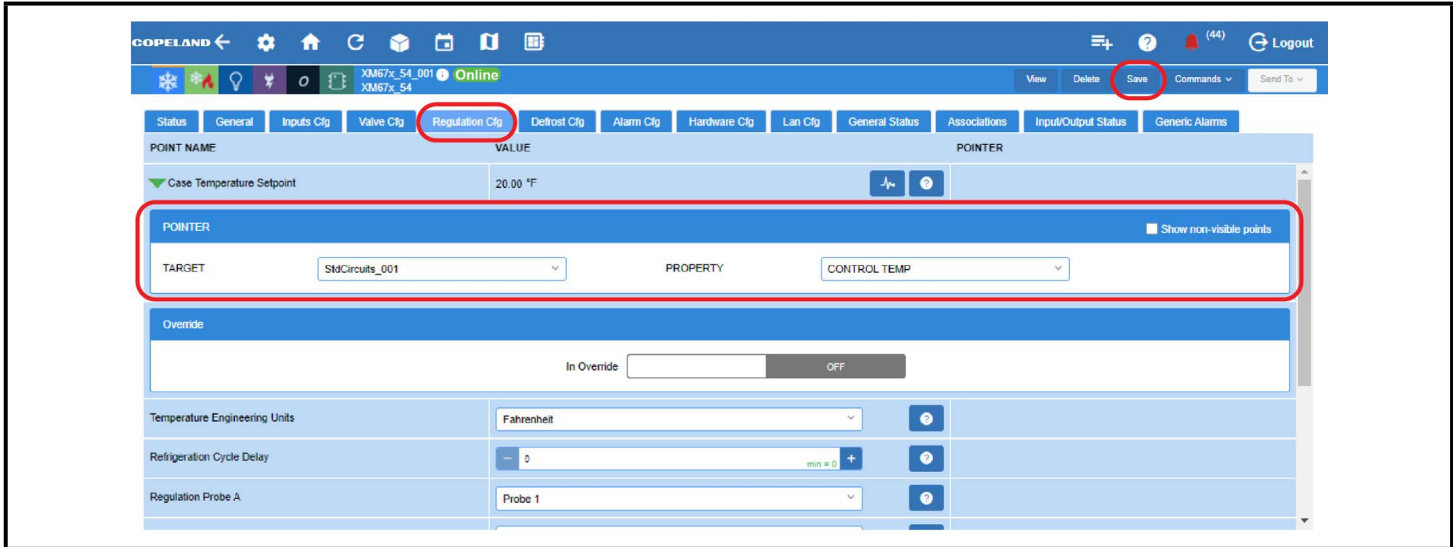 COPELAND (44) Logout
XM67x_54_001 Online
XM67x_54
View Delete Save Commands Send To
Status General Inputs Cfg Valve Cfg Regulation Cfg Defrost Cfg Alarm Cfg Hardware Cfg Lan Cfg General Status Associations Input/Output Status Generic Alarms
POINT NAME VALUE POINTER
Case Temperature Setpoint 20.00 °F
POINTER Show non-visible points
TARGET StdCircuits_001 PROPERTY CONTROL TEMP
Override
In Override OFF
Temperature Engineering Units Fahrenheit
Refrigeration Cycle Delay 0 min = 0
Regulation Probe A Probe 1